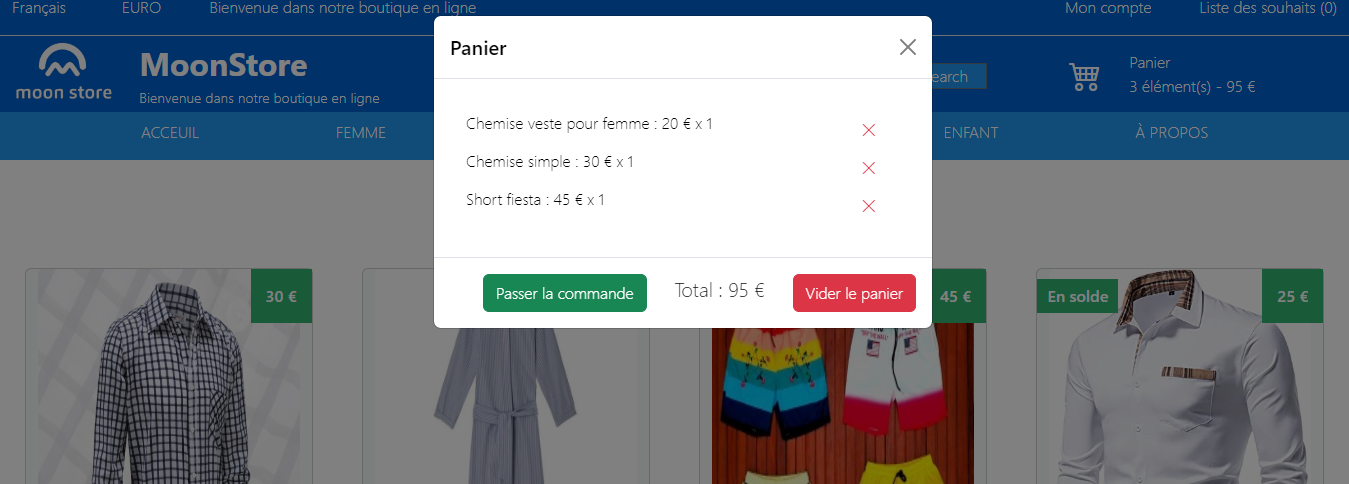 Français EURO Bienvenue dans notre boutique en ligne Mon compte Liste des souhaits (0)
Panier
moon store
MoonStore
Bienvenue dans notre boutique en ligne
earch
Panier
3 élément(s) - 95 €
ACCEUIL FEMME ENFANT À PROPOS
Chemise veste pour femme : 20 € x 1
Chemise simple : 30 € x 1
Short fiesta : 45 € x 1
Passer la commande Total : 95 € Vider le panier
30 €
45 €
En solde
25 €